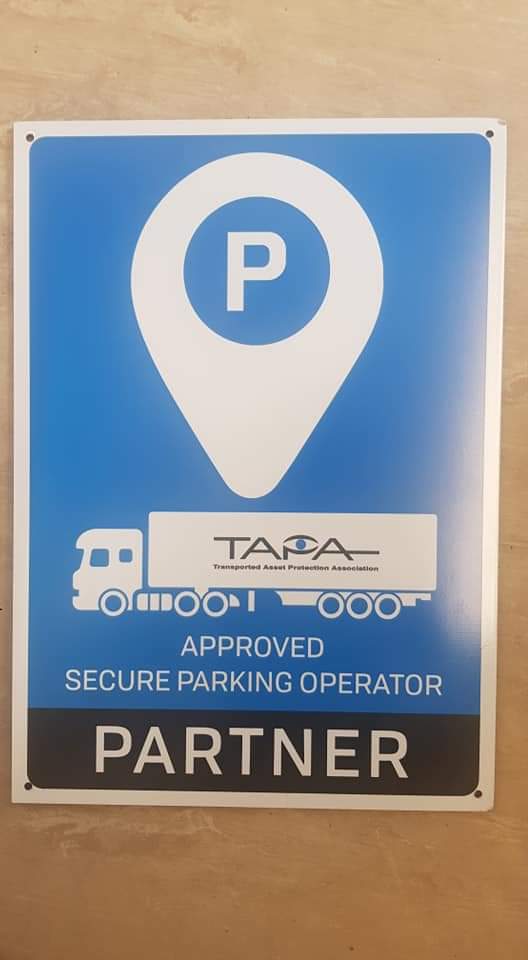 P
TAPA
Transported Asset Protection Association
APPROVED
SECURE PARKING OPERATOR
PARTNER